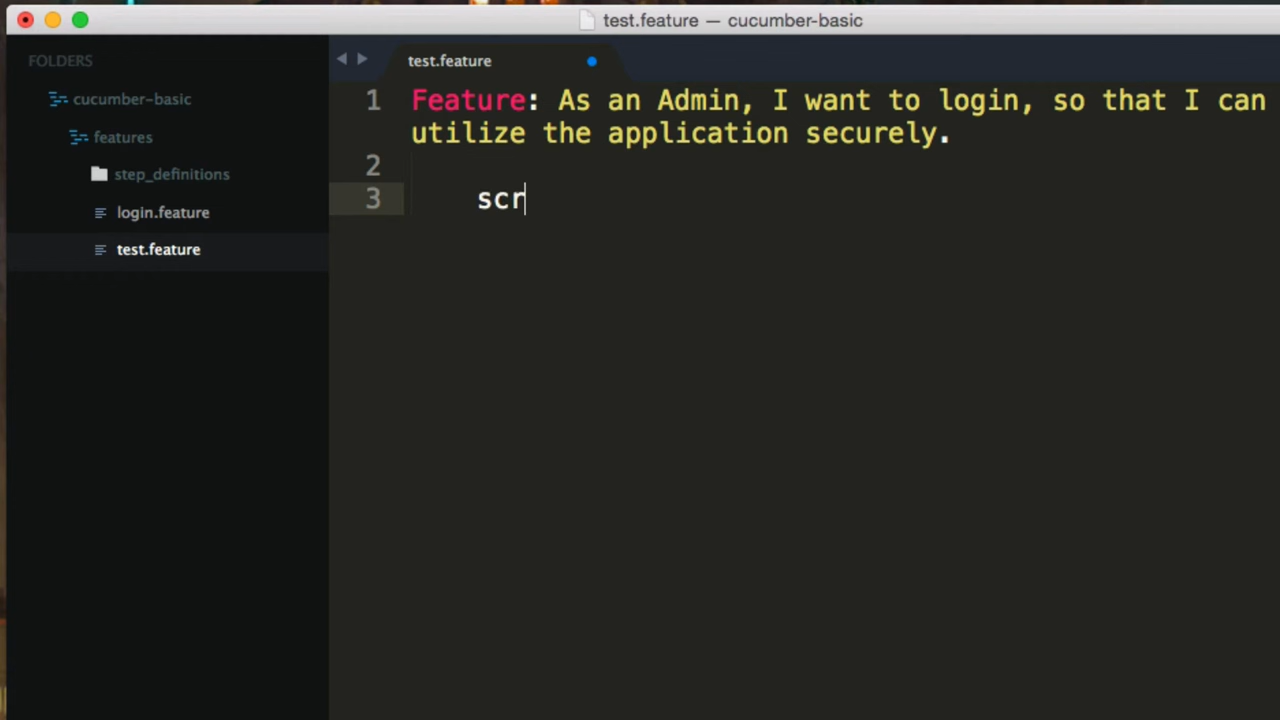 test.feature — cucumber-basic
FOLDERS
cucumber-basic
features
step_definitions
login.feature
test.feature
test.feature
1 Feature: As an Admin, I want to login, so that I can
utilize the application securely.
2
3 scr